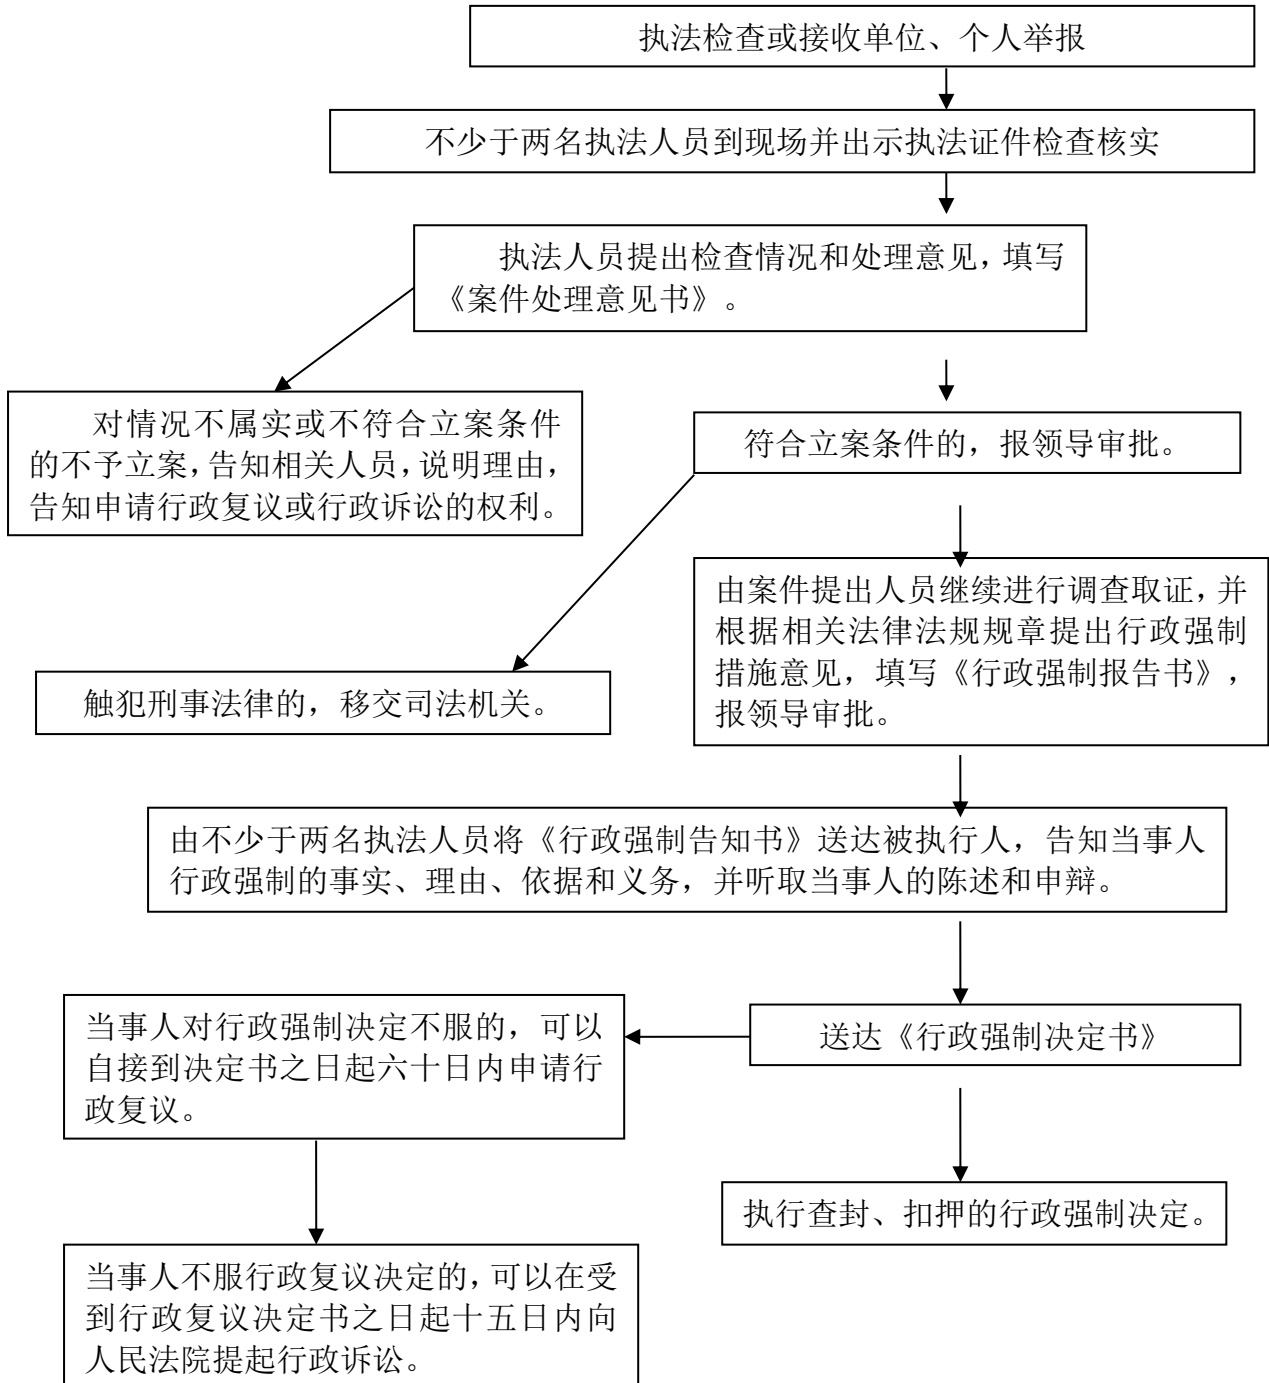 执法检查或接收单位、个人举报
不少于两名执法人员到现场并出示执法证件检查核实
执法人员提出检查情况和处理意见，填写
《案件处理意见书》。
对情况不属实或不符合立案条件
的不予立案，告知相关人员，说明理由，
告知申请行政复议或行政诉讼的权利。
符合立案条件的，报领导审批。
由案件提出人员继续进行调查取证，并
根据相关法律法规规章提出行政强制
措施意见，填写《行政强制报告书》，
报领导审批。
触犯刑事法律的，移交司法机关。
由不少于两名执法人员将《行政强制告知书》送达被执行人，告知当事人
行政强制的事实、理由、依据和义务，并听取当事人的陈述和申辩。
当事人对行政强制决定不服的，可以
自接到决定书之日起六十日内申请行
政复议。
送达《行政强制决定书》
执行查封、扣押的行政强制决定。
当事人不服行政复议决定的，可以在受
到行政复议决定书之日起十五日内向
人民法院提起行政诉讼。